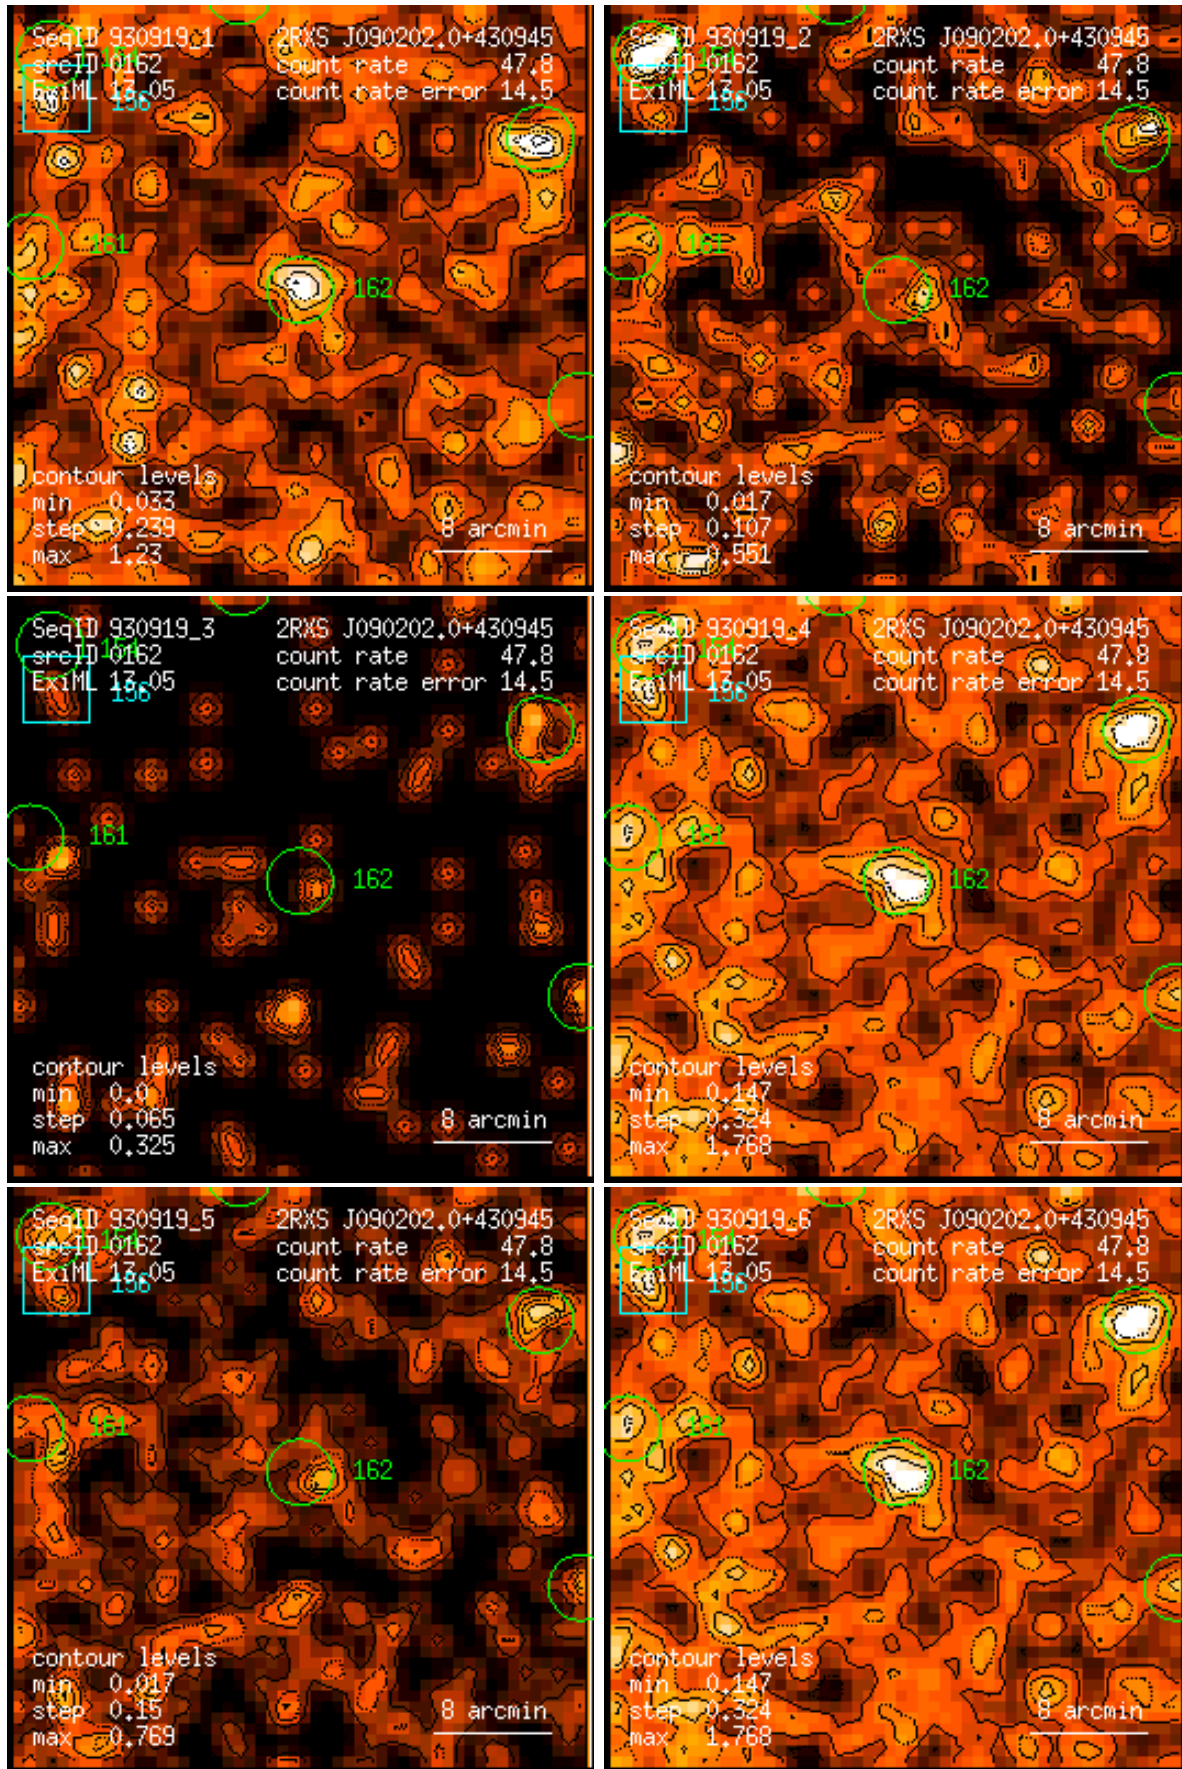 SeqID 930919_1 2RXS J090202.0+430945
srcID 0162 154 count rate 47.8
ExiML 13.05 156 count rate error 14.5
161
162
contour levels
min 0.033
step 0.239 8 arcmin
max 1.23
SeqID 930919_2 2RXS J090202.0+430945
srcID 0162 154 count rate 47.8
ExiML 13.05 156 count rate error 14.5
161
162
contour levels
min 0.017
step 0.107 8 arcmin
max 0.551
SeqID 930919_3 2RXS J090202.0+430945
srcID 0162 154 count rate 47.8
ExiML 13.05 156 count rate error 14.5
161
162
contour levels
min 0.0
step 0.065 8 arcmin
max 0.325
SeqID 930919_4 2RXS J090202.0+430945
srcID 0162 154 count rate 47.8
ExiML 13.05 156 count rate error 14.5
161
162
contour levels
min 0.147
step 0.324 8 arcmin
max 1.768
SeqID 930919_5 2RXS J090202.0+430945
srcID 0162 154 count rate 47.8
ExiML 13.05 156 count rate error 14.5
161
162
contour levels
min 0.017
step 0.15 8 arcmin
max 0.769
SeqID 930919_6 2RXS J090202.0+430945
srcID 0162 154 count rate 47.8
ExiML 13.05 156 count rate error 14.5
161
162
contour levels
min 0.147
step 0.324 8 arcmin
max 1.768